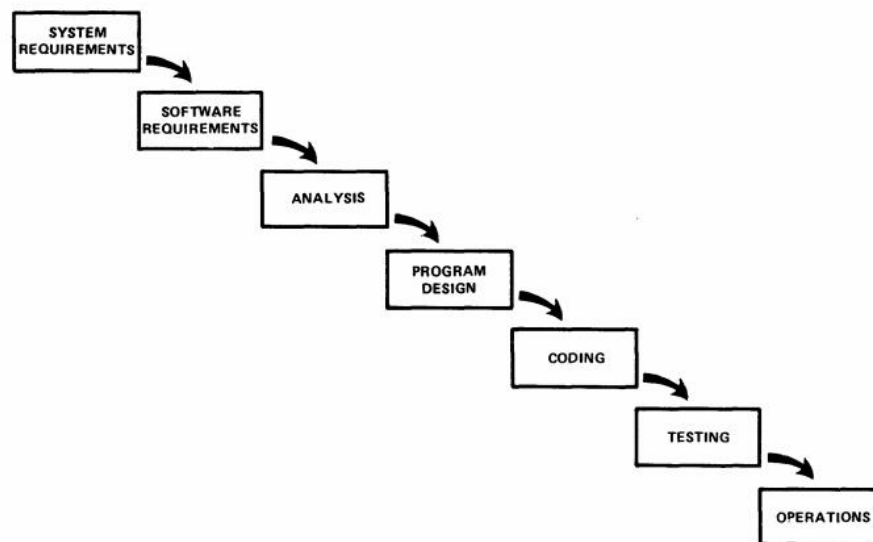 SYSTEM
REQUIREMENTS
SOFTWARE
REQUIREMENTS
ANALYSIS
PROGRAM
DESIGN
CODING
TESTING
OPERATIONS